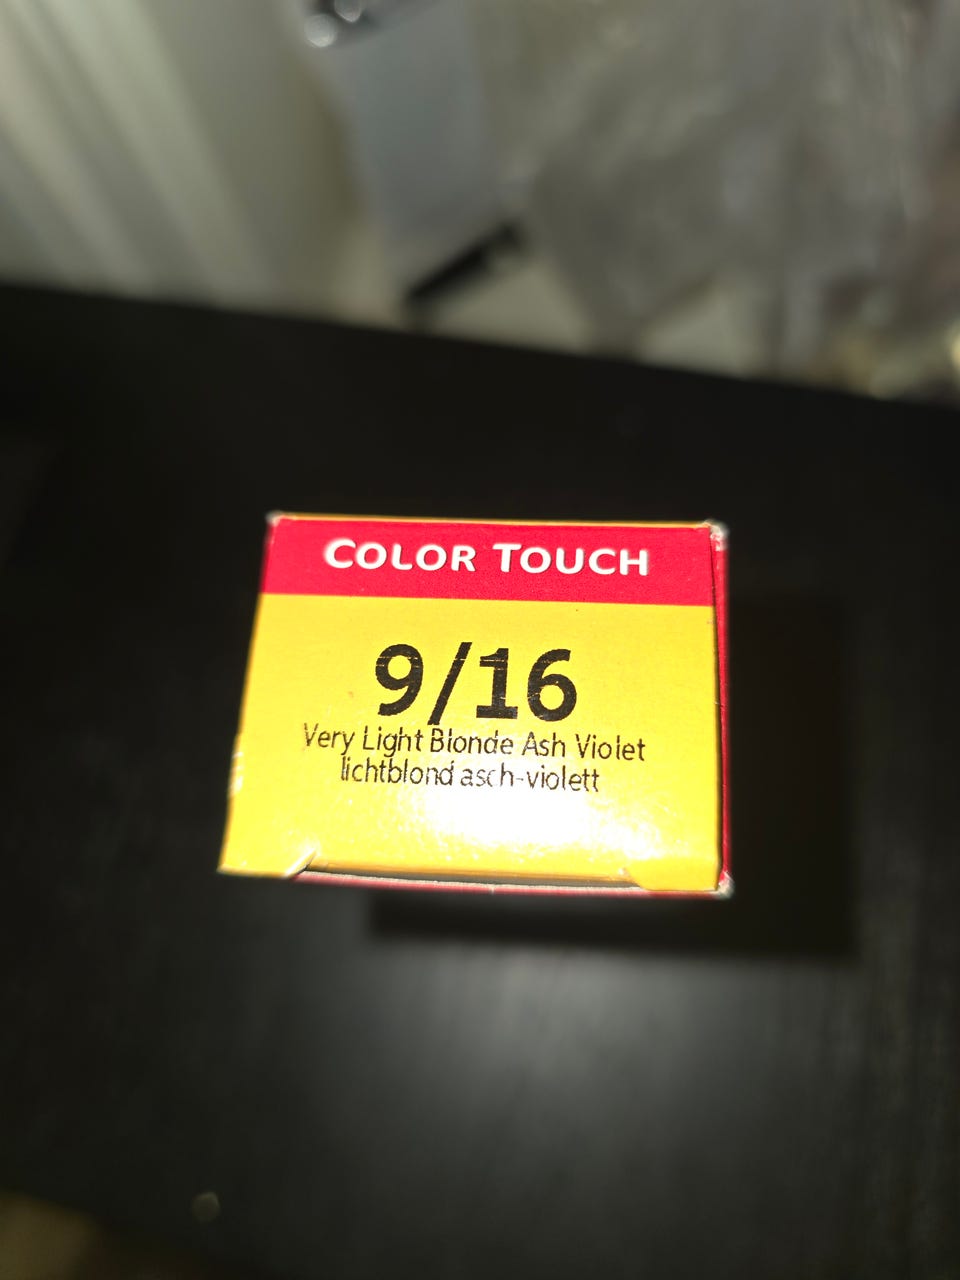 COLOR TOUCH
9/16
Very Light Blonde Ash Violet
lichtblond asch-violett